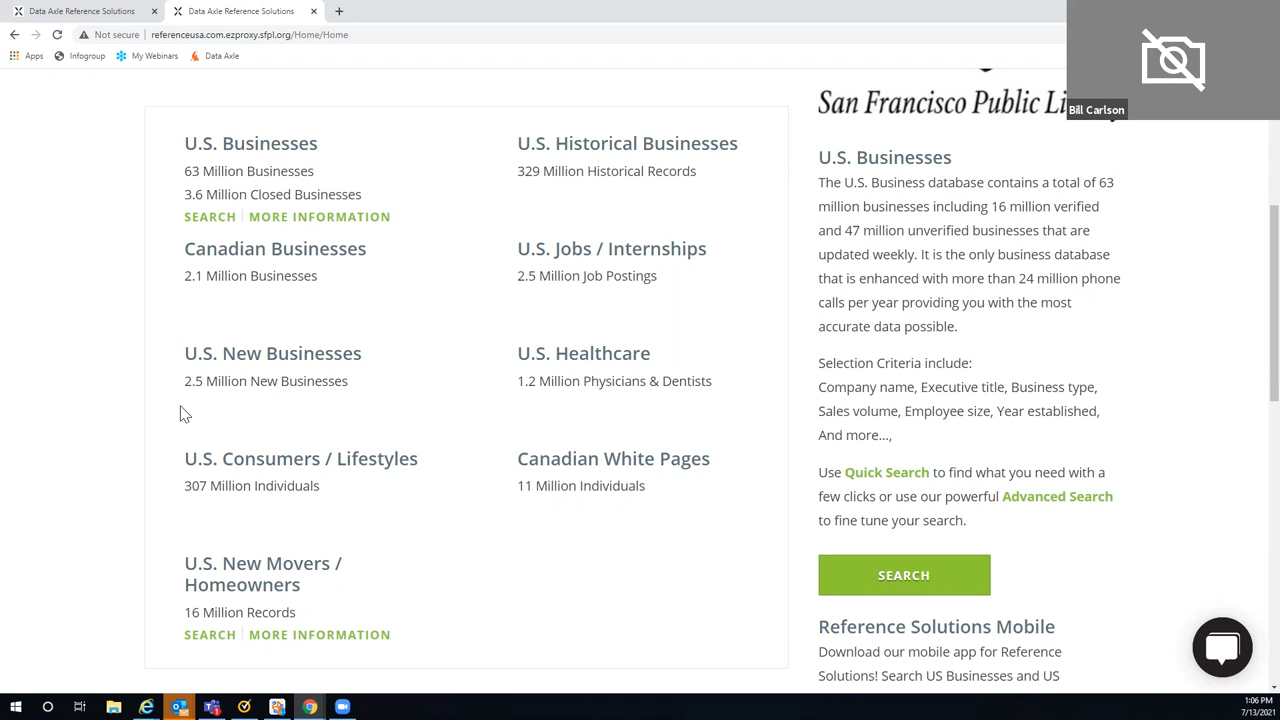 Data Axle Reference Solutions
Data Axle Reference Solutions
Not secure
referenceusa.com.ezproxy.sfpl.org/Home/Home
Apps
Infogroup
My Webinars
Data Axle
Bill Carlson
San Francisco Public
U.S. Businesses
63 Million Businesses
3.6 Million Closed Businesses
SEARCH | MORE INFORMATION
U.S. Historical Businesses
329 Million Historical Records
Canadian Businesses
2.1 Million Businesses
U.S. Jobs / Internships
2.5 Million Job Postings
U.S. New Businesses
2.5 Million New Businesses
U.S. Healthcare
1.2 Million Physicians & Dentists
U.S. Consumers / Lifestyles
307 Million Individuals
Canadian White Pages
11 Million Individuals
U.S. New Movers /
Homeowners
16 Million Records
SEARCH | MORE INFORMATION
U.S. Businesses
The U.S. Business database contains a total of 63
million businesses including 16 million verified
and 47 million unverified businesses that are
updated weekly. It is the only business database
that is enhanced with more than 24 million phone
calls per year providing you with the most
accurate data possible.
Selection Criteria include:
Company name, Executive title, Business type,
Sales volume, Employee size, Year established,
And more...,
Use Quick Search to find what you need with a
few clicks or use our powerful Advanced Search
to fine tune your search.
SEARCH
Reference Solutions Mobile
Download our mobile app for Reference
Solutions! Search US Businesses and US
1:06 PM
7/13/2021